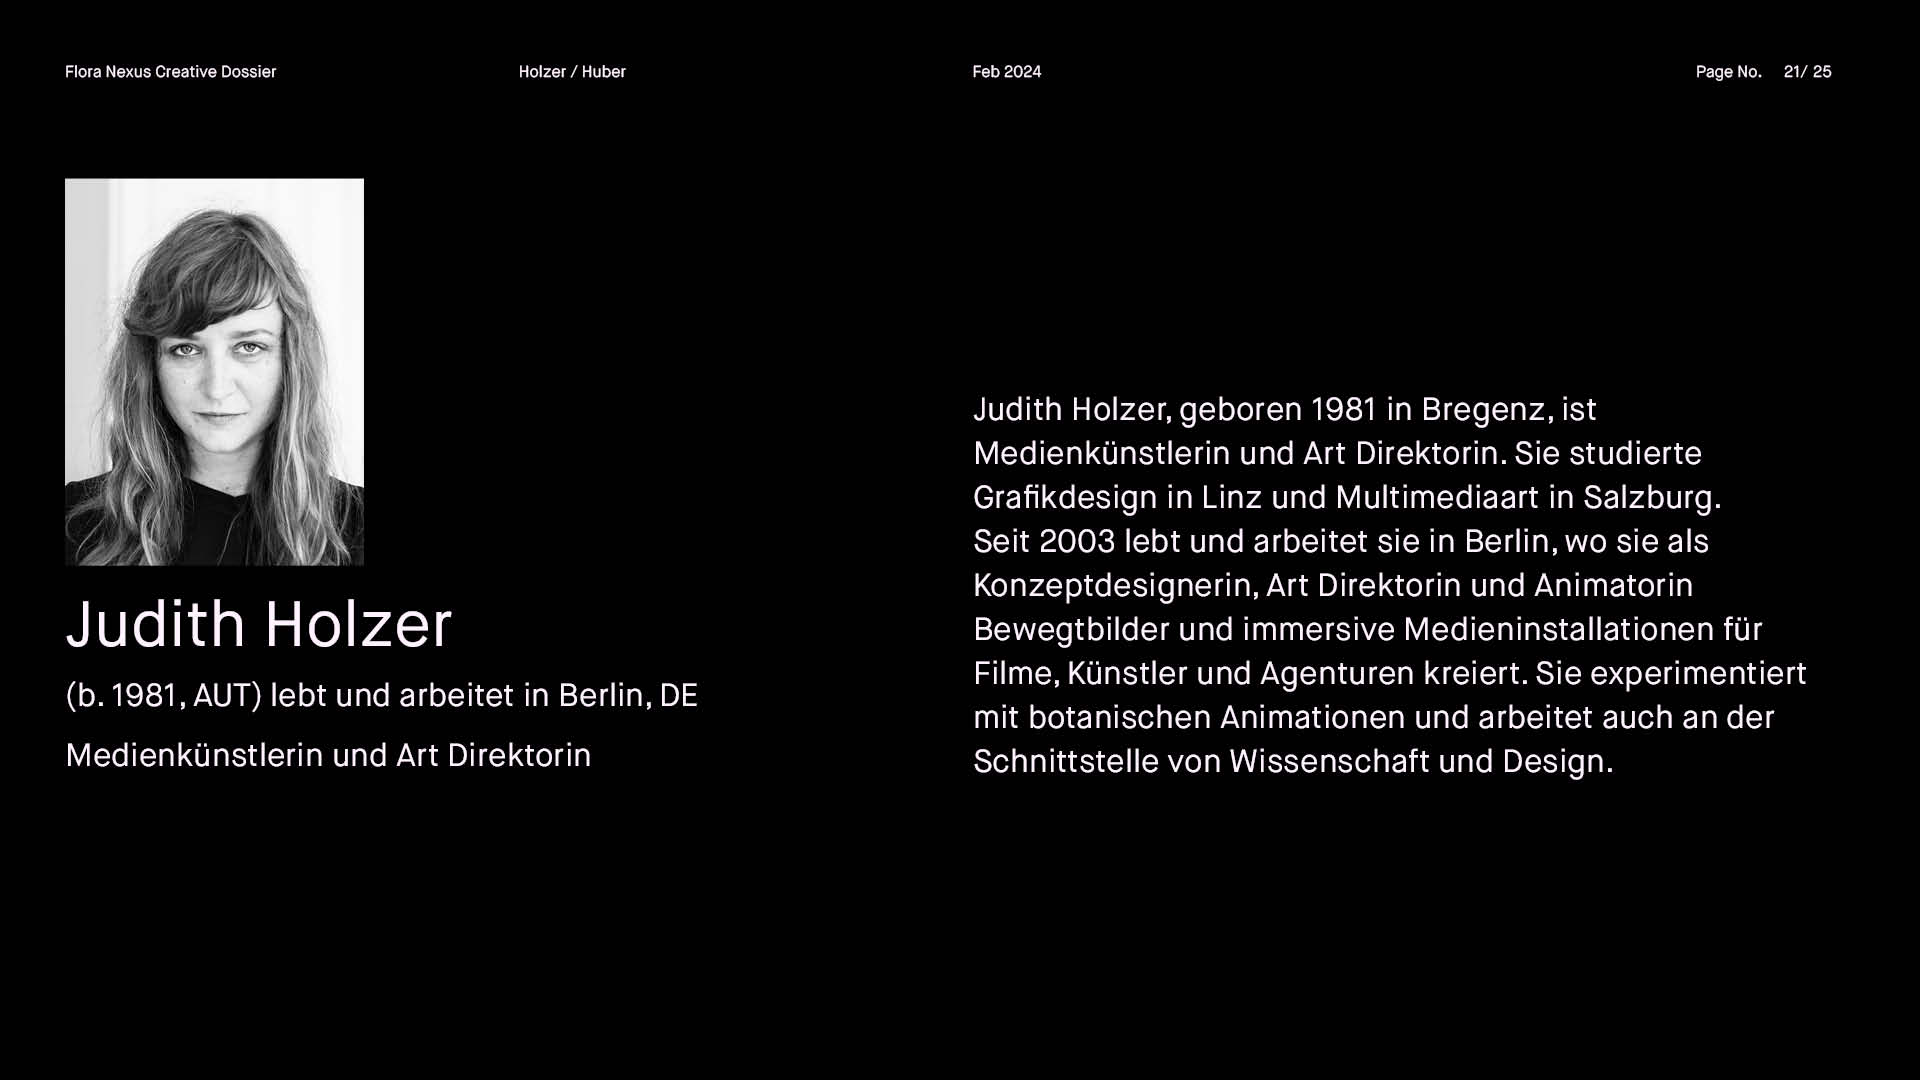 Flora Nexus Creative Dossier
Holzer / Huber
Feb 2024
Page No. 21/ 25
Judith Holzer
(b. 1981, AUT) lebt und arbeitet in Berlin, DE
Medienkünstlerin und Art Direktorin
Judith Holzer, geboren 1981 in Bregenz, ist
Medienkünstlerin und Art Direktorin. Sie studierte
Grafikdesign in Linz und Multimediaart in Salzburg.
Seit 2003 lebt und arbeitet sie in Berlin, wo sie als
Konzeptdesignerin, Art Direktorin und Animatorin
Bewegtbilder und immersive Medieninstallationen für
Filme, Künstler und Agenturen kreiert. Sie experimentiert
mit botanischen Animationen und arbeitet auch an der
Schnittstelle von Wissenschaft und Design.